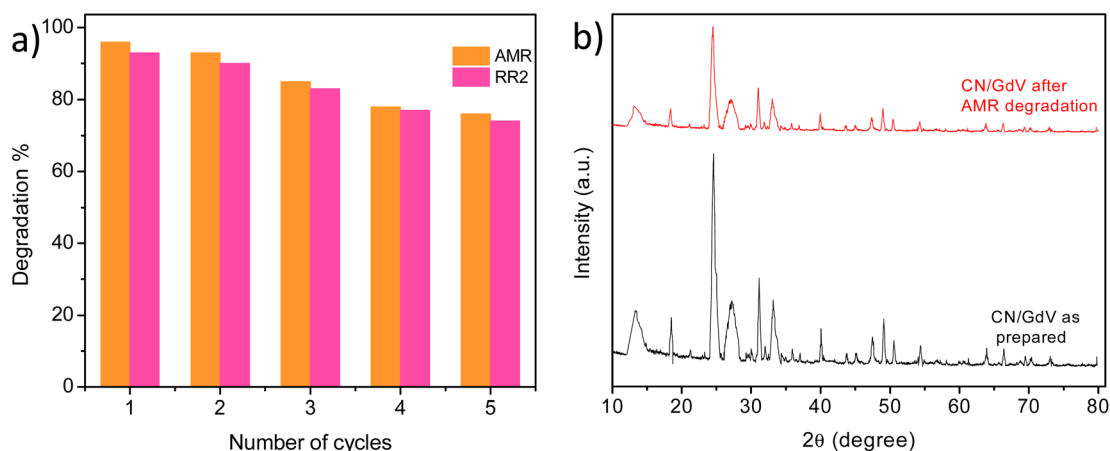 a)
Degradation %
100
80
60
40
20
0
AMR
RR2
1 2 3 4 5
Number of cycles
b)
Intensity (a.u.)
CN/GdV after
AMR degradation
CN/GdV as
prepared
10 20 30 40 50 60 70 80
2θ (degree)